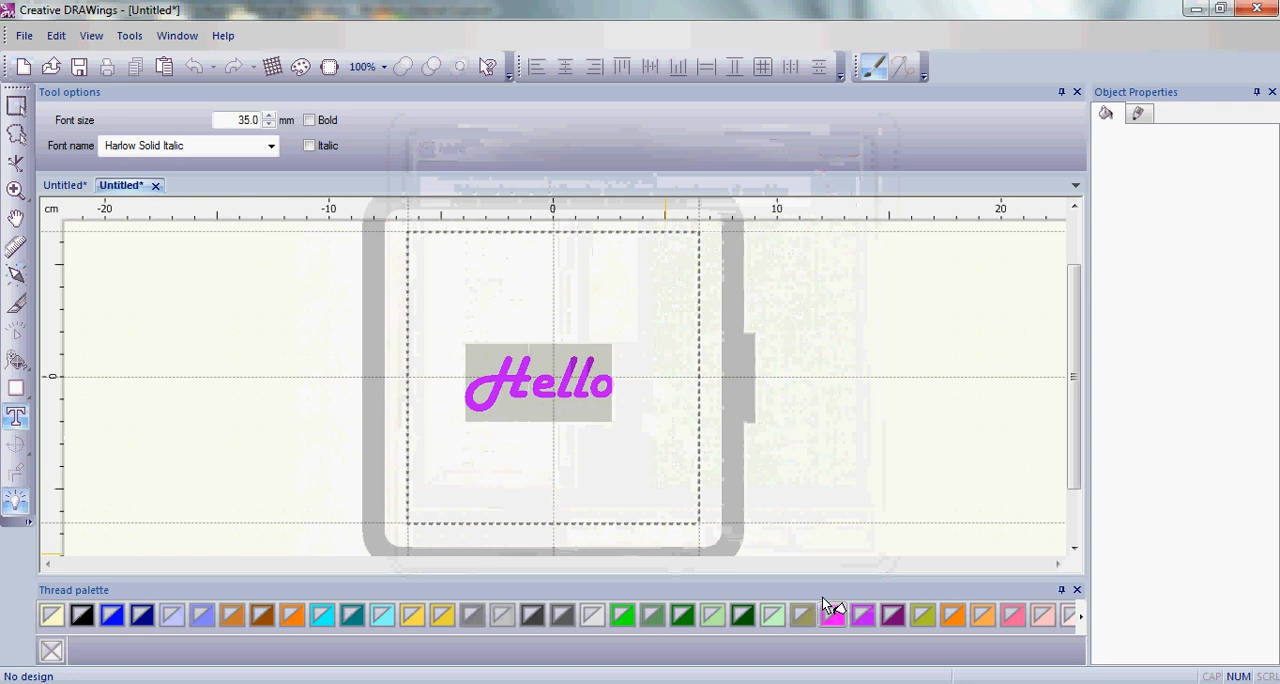 Creative DRAWings - [Untitled*]
File Edit View Tools Window Help
100%
Tool options
Object Properties
Font size 35.0 mm Bold
Font name Harlow Solid Italic Italic
Untitled* Untitled*
cm -20 -10 0 10 20
0
Hello
Thread palette
No design CAP NUM SCRL